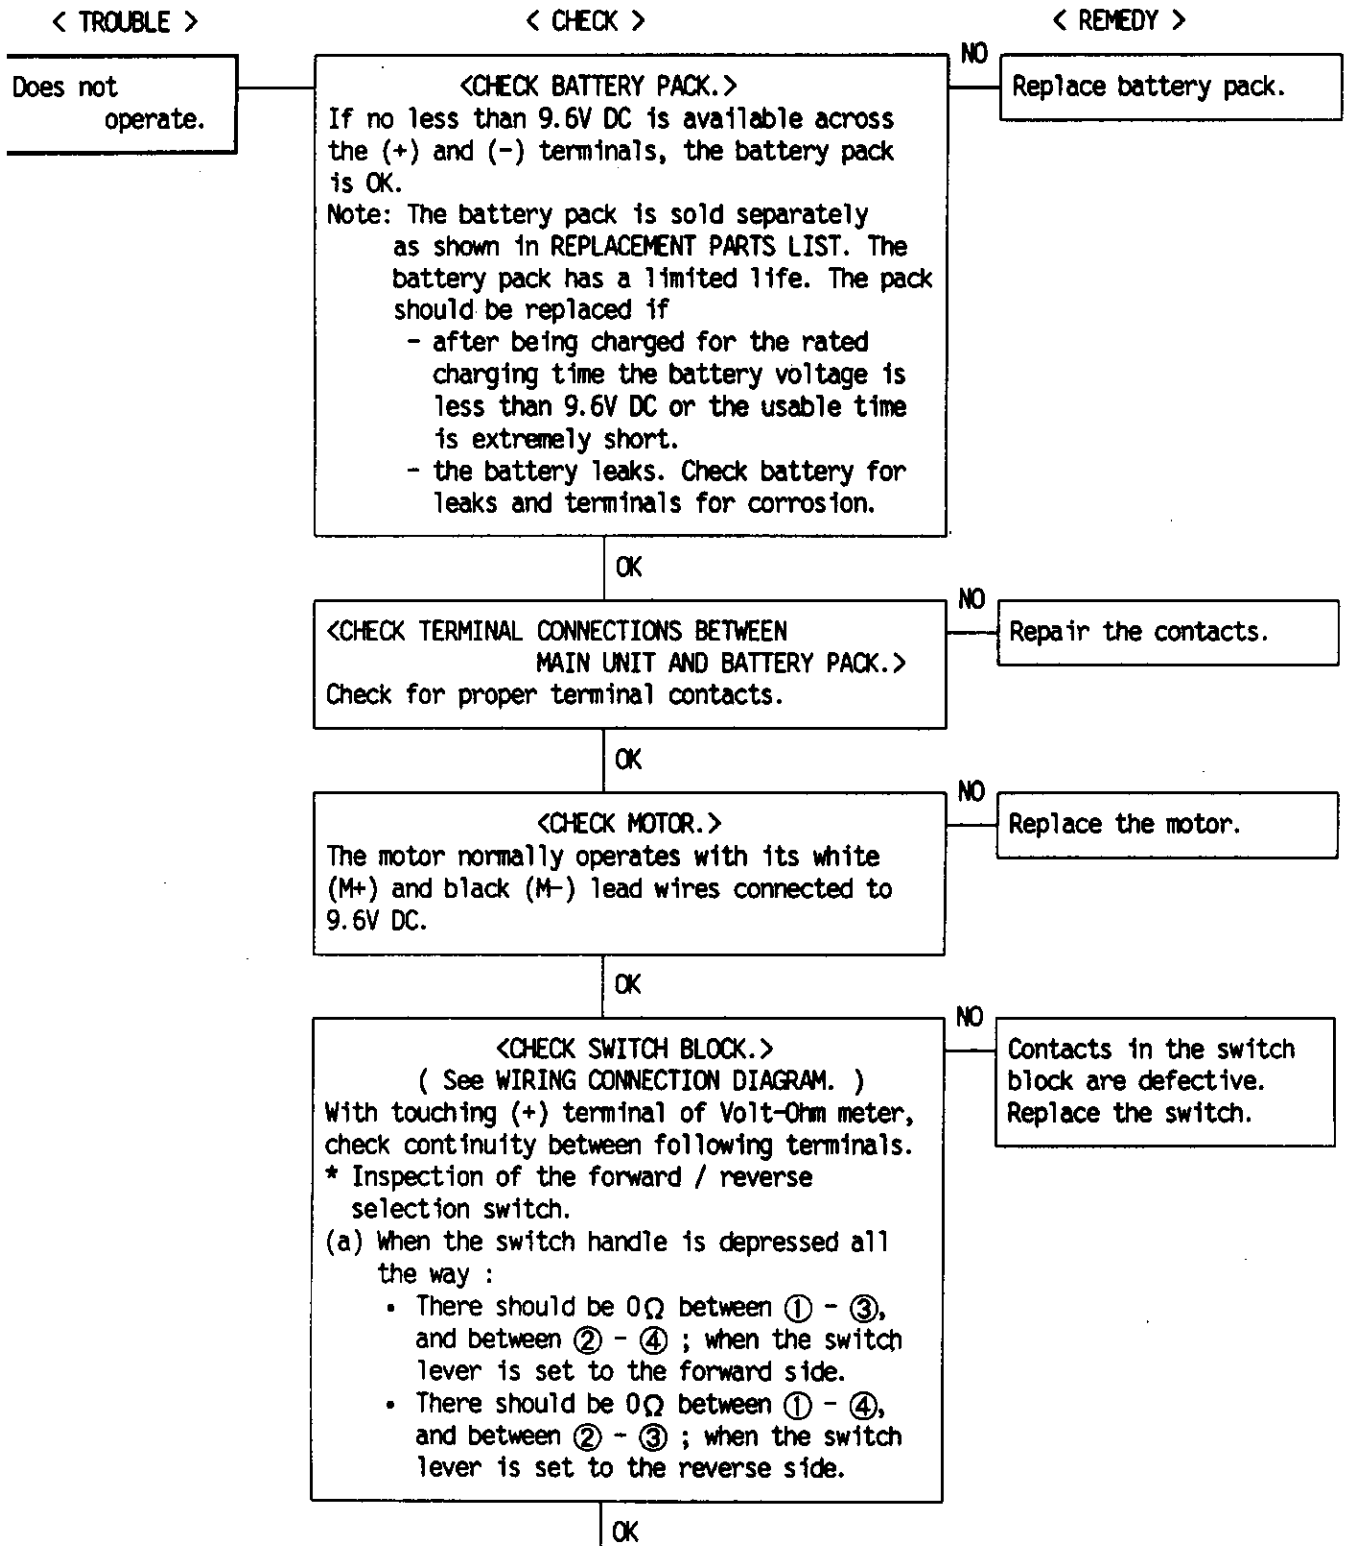 < TROUBLE >
< CHECK >
< REMEDY >
Does not
operate.
<CHECK BATTERY PACK.>
If no less than 9.6V DC is available across
the (+) and (-) terminals, the battery pack
is OK.
Note: The battery pack is sold separately
as shown in REPLACEMENT PARTS LIST. The
battery pack has a limited life. The pack
should be replaced if
- after being charged for the rated
charging time the battery voltage is
less than 9.6V DC or the usable time
is extremely short.
- the battery leaks. Check battery for
leaks and terminals for corrosion.
NO
Replace battery pack.
OK
<CHECK TERMINAL CONNECTIONS BETWEEN
MAIN UNIT AND BATTERY PACK.>
Check for proper terminal contacts.
NO
Repair the contacts.
OK
<CHECK MOTOR.>
The motor normally operates with its white
(M+) and black (M-) lead wires connected to
9.6V DC.
NO
Replace the motor.
OK
<CHECK SWITCH BLOCK.>
( See WIRING CONNECTION DIAGRAM. )
With touching (+) terminal of Volt-Ohm meter,
check continuity between following terminals.
* Inspection of the forward / reverse
selection switch.
(a) When the switch handle is depressed all
the way :
• There should be 0Ω between ① - ③,
and between ② - ④ ; when the switch
lever is set to the forward side.
• There should be 0Ω between ① - ④,
and between ② - ③ ; when the switch
lever is set to the reverse side.
NO
Contacts in the switch
block are defective.
Replace the switch.
OK